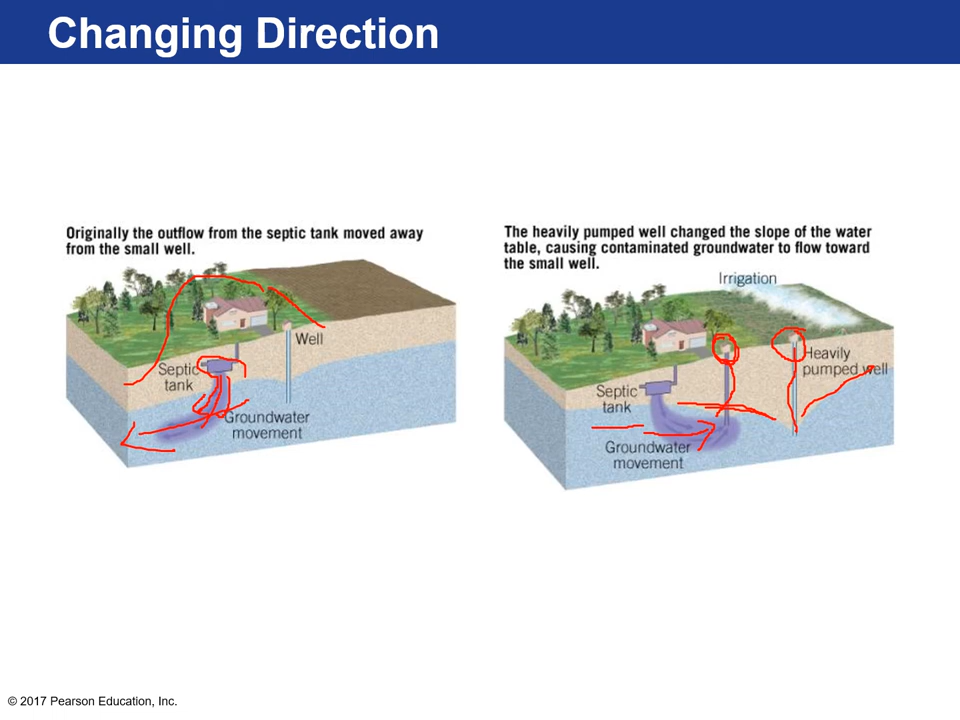 Changing Direction
Originally the outflow from the septic tank moved away
from the small well.
Well
Septic
tank
Groundwater
movement
The heavily pumped well changed the slope of the water
table, causing contaminated groundwater to flow toward
the small well.
Irrigation
Heavily
pumped well
Septic
tank
Groundwater
movement
© 2017 Pearson Education, Inc.